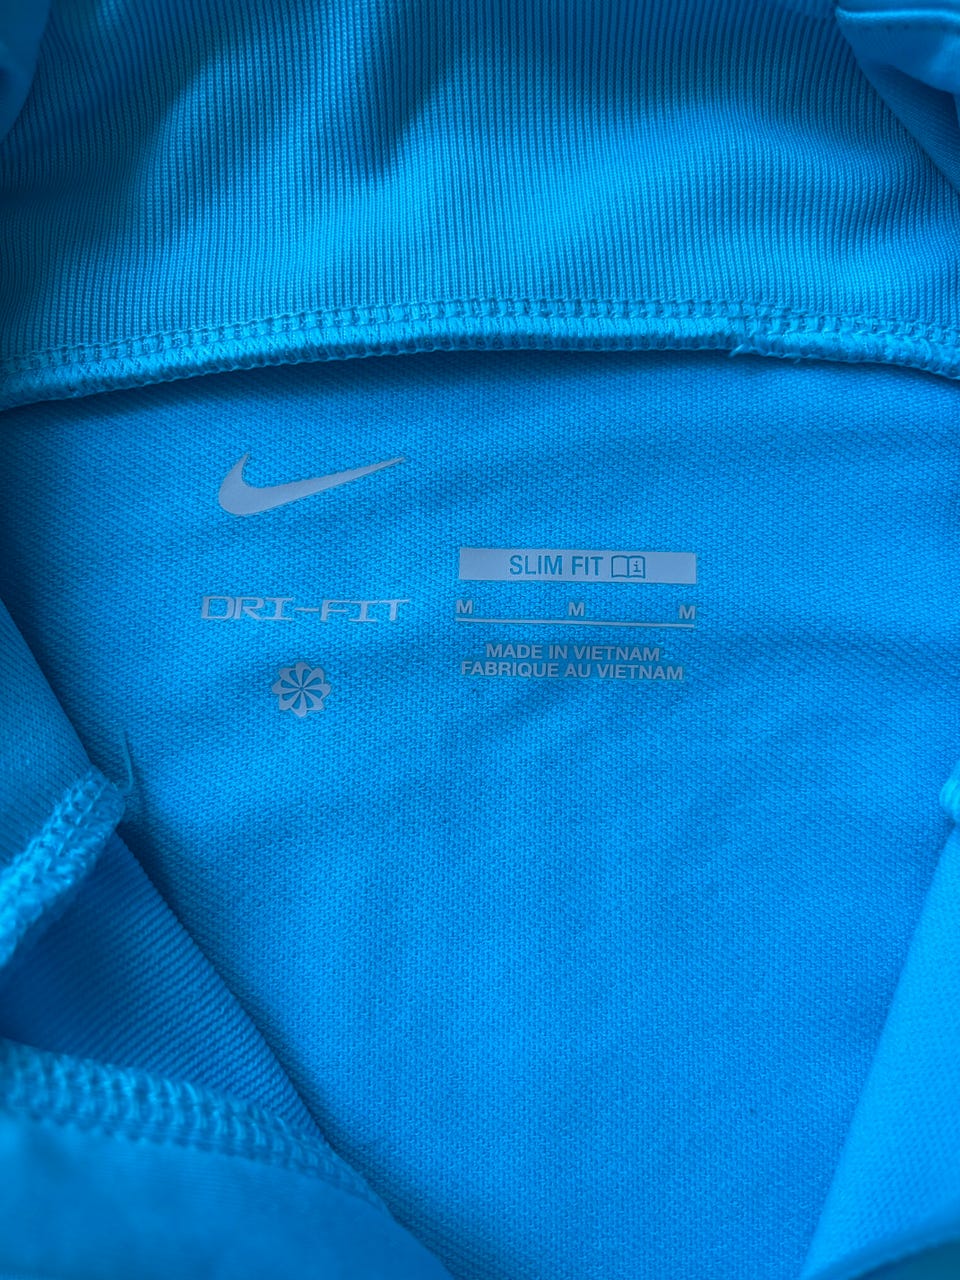 DRI-FIT
SLIM FIT
M M M
MADE IN VIETNAM
FABRIQUE AU VIETNAM